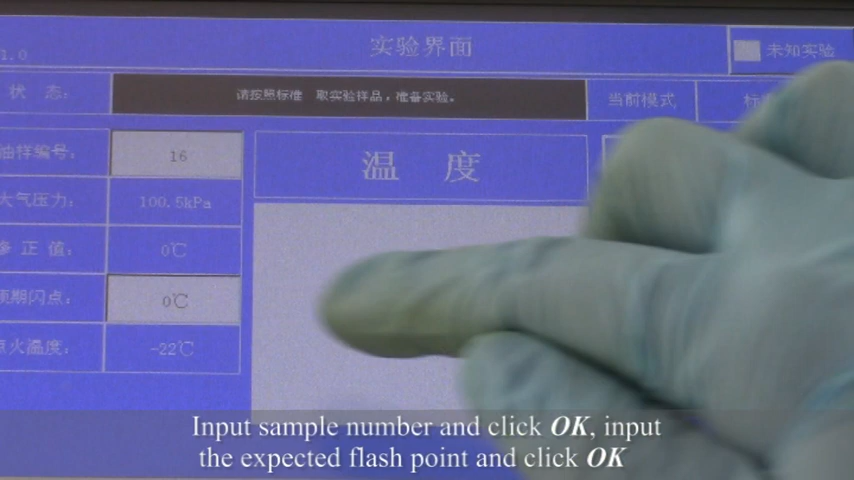 1.0
实验界面
未知实验
状 态:
请按照标准 取实验样品，准备实验。
当前模式
油样编号:
16
温 度
大气压力:
100.5kPa
修 正 值:
0℃
预期闪点:
0℃
点火温度:
-22℃
Input sample number and click OK, input
the expected flash point and click OK